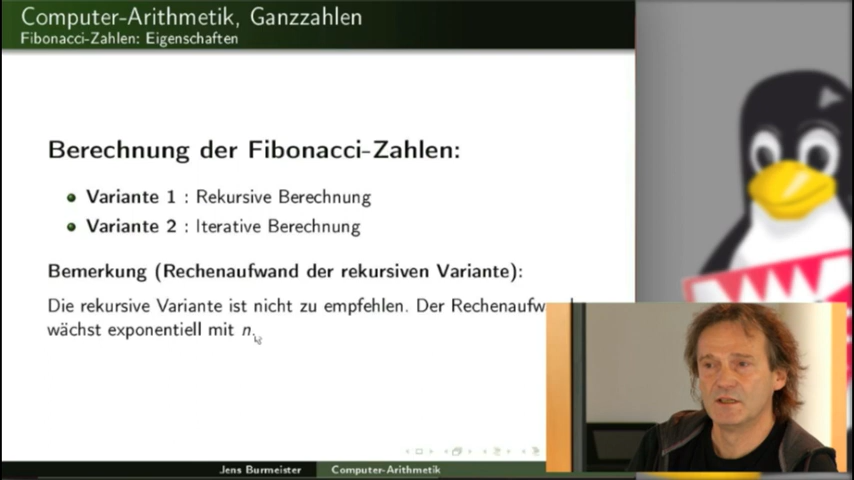 Computer-Arithmetik, Ganzzahlen
Fibonacci-Zahlen: Eigenschaften
Berechnung der Fibonacci-Zahlen:
Variante 1 : Rekursive Berechnung
Variante 2 : Iterative Berechnung
Bemerkung (Rechenaufwand der rekursiven Variante):
Die rekursive Variante ist nicht zu empfehlen. Der
wächst exponentiell mit n.
Jens Burmeister
Computer-Arithmetik